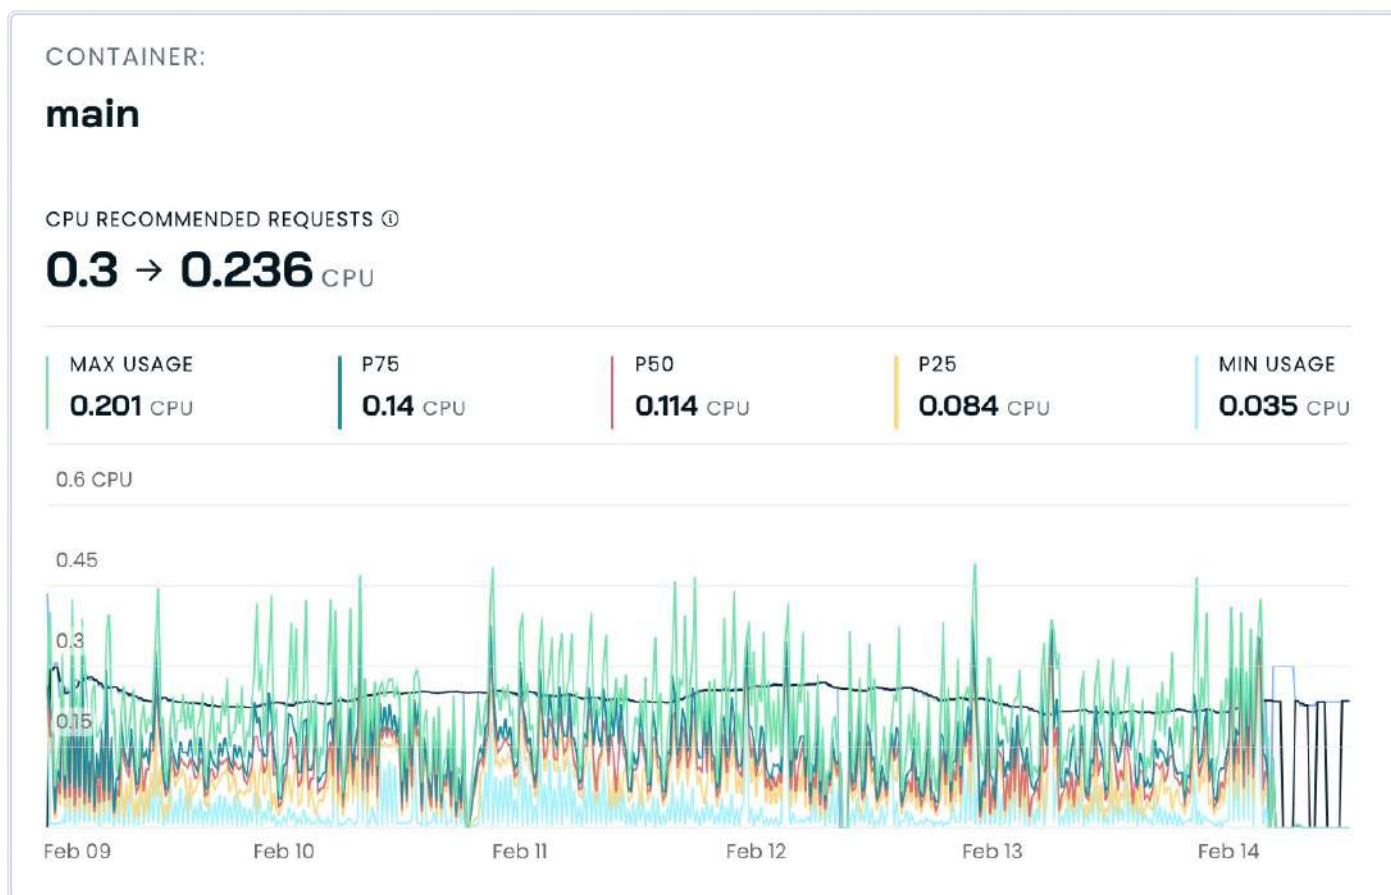 CONTAINER:
main
CPU RECOMMENDED REQUESTS ⓘ
0.3 → 0.236 CPU
MAX USAGE
0.201 CPU
P75
0.14 CPU
P50
0.114 CPU
P25
0.084 CPU
MIN USAGE
0.035 CPU
0.6 CPU
0.45
0.3
0.15
Feb 09 Feb 10 Feb 11 Feb 12 Feb 13 Feb 14